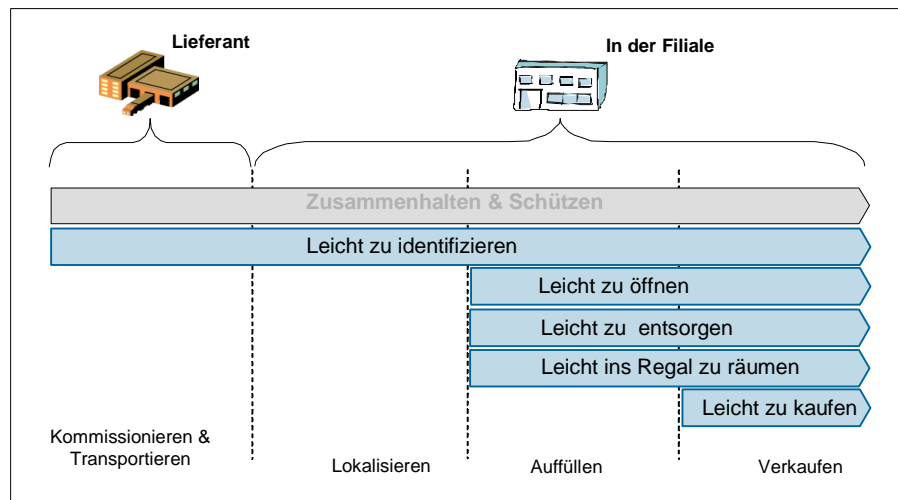 Lieferant
In der Filiale
Zusammenhalten & Schützen
Leicht zu identifizieren
Leicht zu öffnen
Leicht zu entsorgen
Leicht ins Regal zu räumen
Leicht zu kaufen
Kommissionieren &
Transportieren
Lokalisieren
Auffüllen
Verkaufen